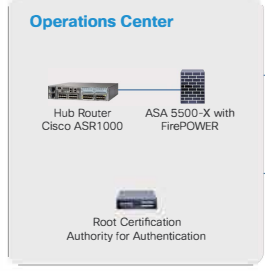 Operations Center
Hub Router
Cisco ASR1000
ASA 5500-X with
FirePOWER
Root Certification
Authority for Authentication